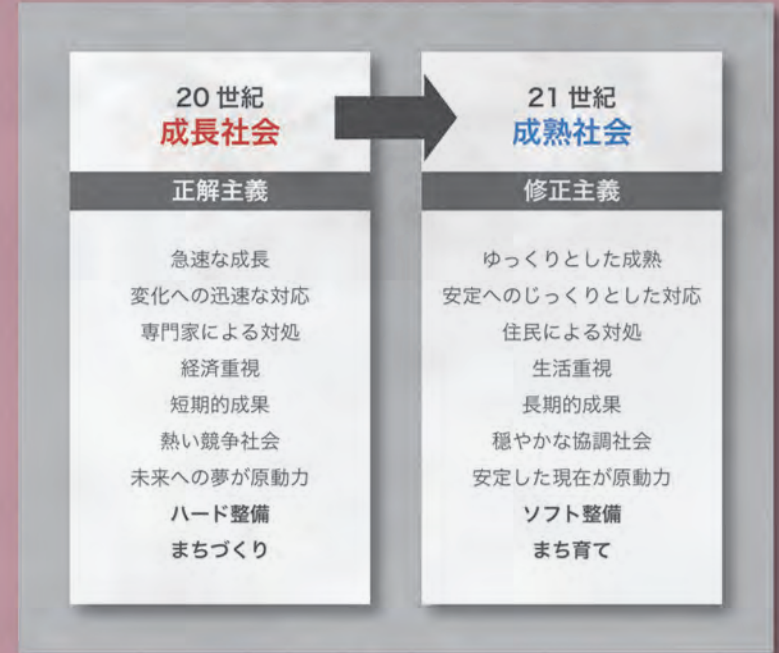 20 世紀
成長社会
正解主義
急速な成長
変化への迅速な対応
専門家による対処
経済重視
短期的成果
熱い競争社会
未来への夢が原動力
ハード整備
まちづくり
21 世紀
成熟社会
修正主義
ゆっくりとした成熟
安定へのじっくりとした対応
住民による対処
生活重視
長期的成果
穏やかな協調社会
安定した現在が原動力
ソフト整備
まち育て